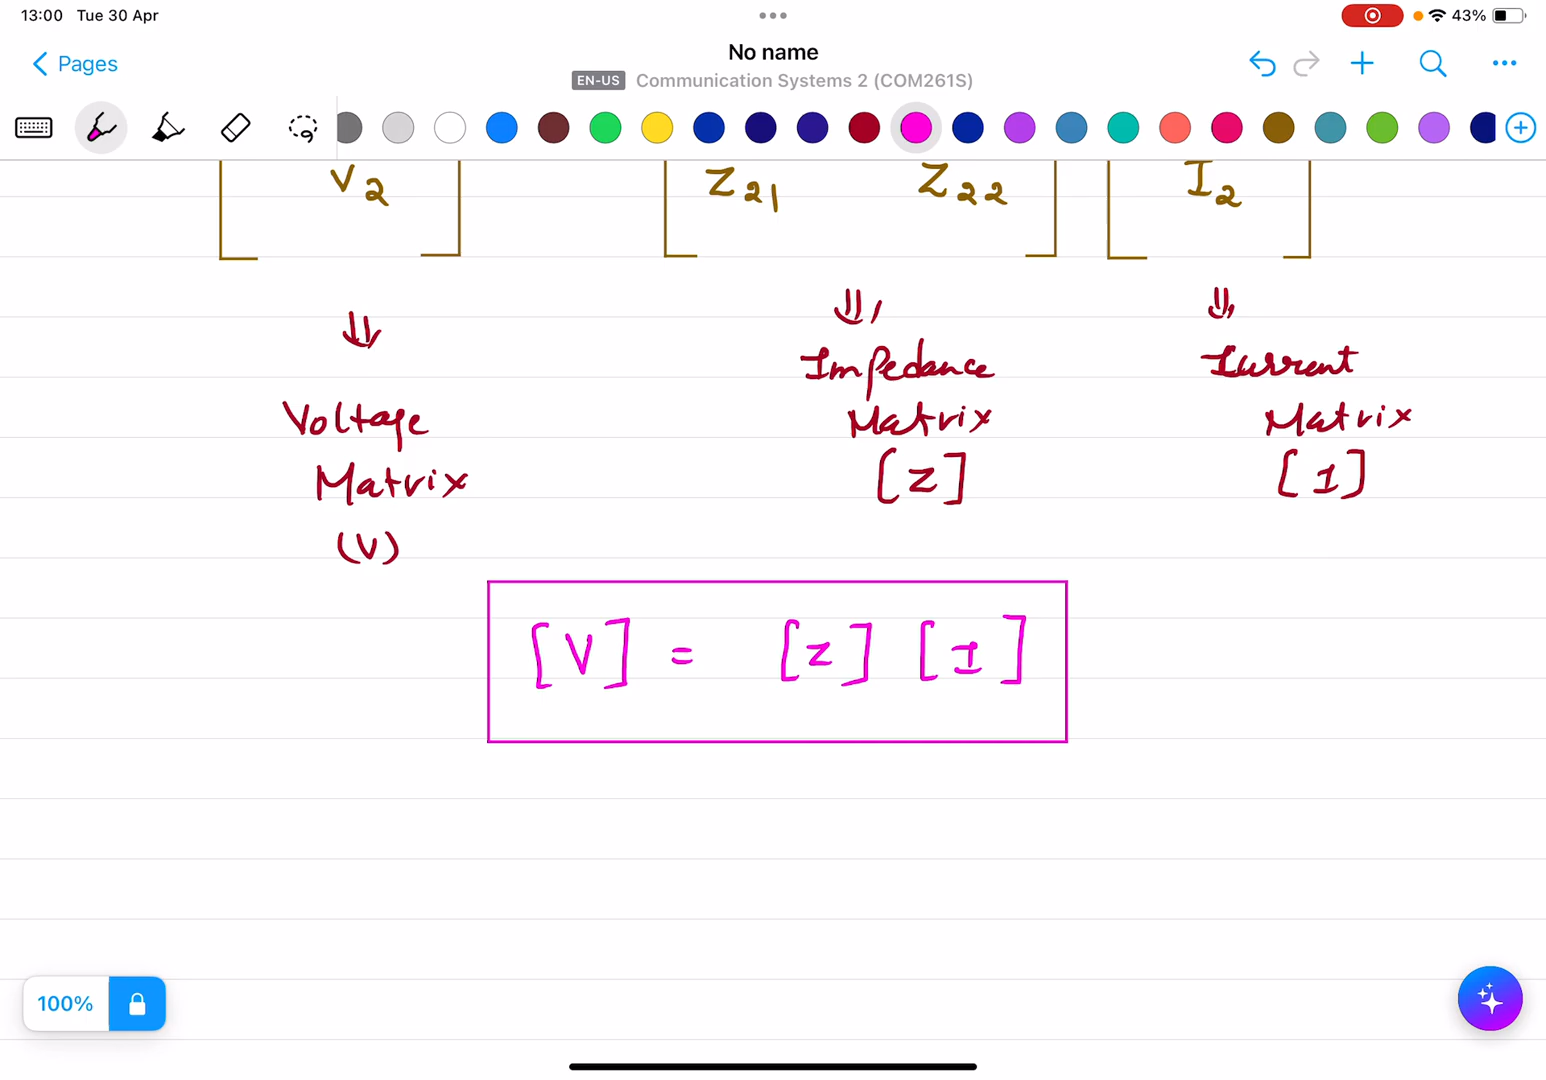 13:00 Tue 30 Apr
43%
Pages
No name
EN-US Communication Systems 2 (COM261S)
V2 Z21 Z22 I2
Voltage
Matrix
(V)
Impedance
Matrix
[Z]
Current
Matrix
[I]
[V] = [Z] [I]
100%